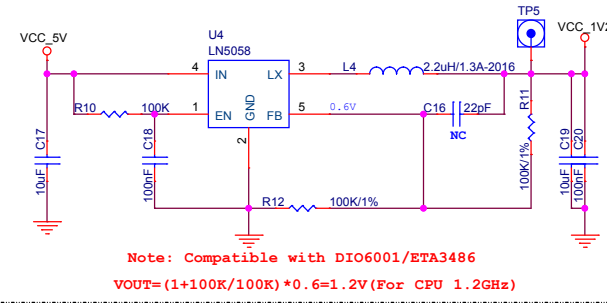 TP5
VCC_5V
VCC_1V2
U4
LN5058
4
IN
LX
3
L4
2.2uH/1.3A-2016
R10
100K
1
EN
GND
FB
5
0.6V
C16
22pF
NC
R11
100K/1%
C17
10uF
C18
100nF
2
C19
10uF
C20
100nF
R12
100K/1%
Note: Compatible with DIO6001/ETA3486
VOUT=(1+100K/100K)*0.6=1.2V(For CPU 1.2GHz)